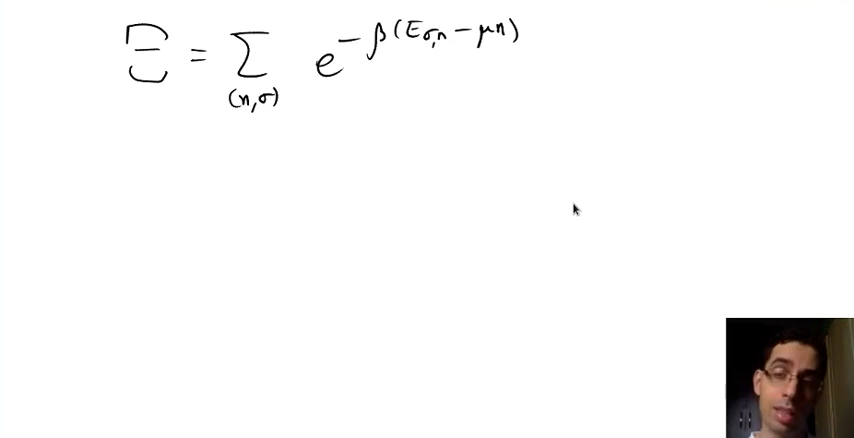 Ξ = Σ e^{-β(E_{σ,n} - μn)}
(n,σ)